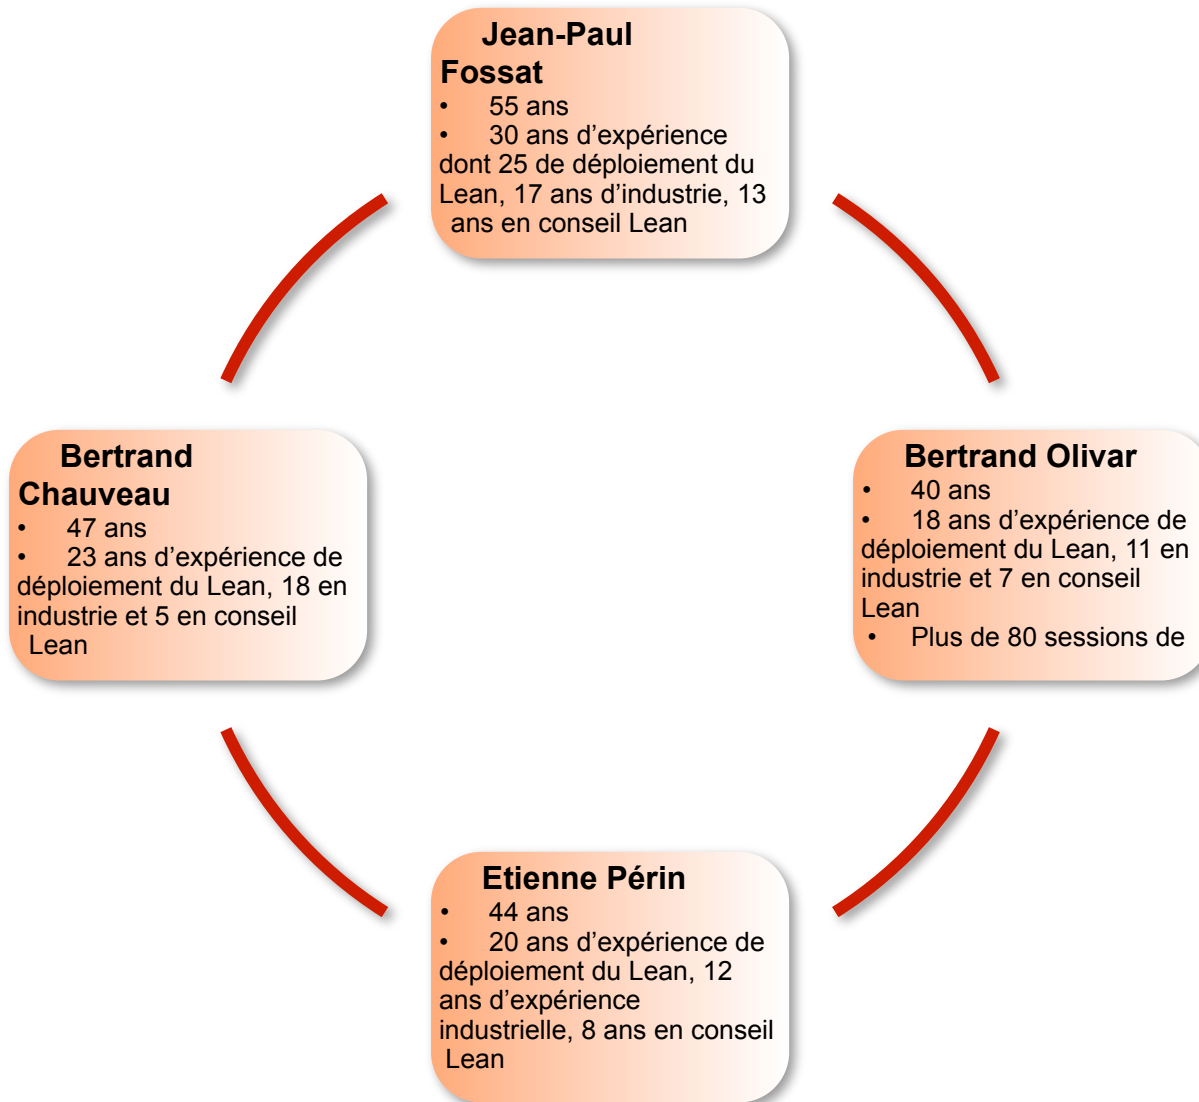 Jean-Paul
Fossat
• 55 ans
• 30 ans d’expérience
dont 25 de déploiement du
Lean, 17 ans d’industrie, 13
ans en conseil Lean
Bertrand
Chauveau
• 47 ans
• 23 ans d’expérience de
déploiement du Lean, 18 en
industrie et 5 en conseil
Lean
Bertrand Olivar
• 40 ans
• 18 ans d’expérience de
déploiement du Lean, 11 en
industrie et 7 en conseil
Lean
• Plus de 80 sessions de
Etienne Périn
• 44 ans
• 20 ans d’expérience de
déploiement du Lean, 12
ans d’expérience
industrielle, 8 ans en conseil
Lean